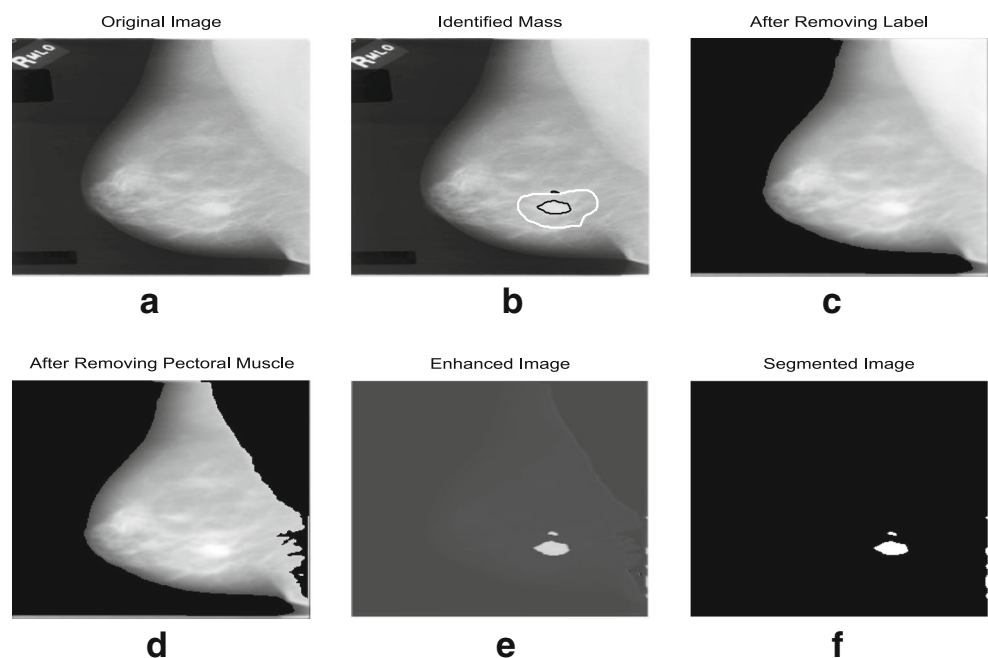 Original Image
Identified Mass
After Removing Label
RMLO
RMLO
a
b
c
After Removing Pectoral Muscle
Enhanced Image
Segmented Image
d
e
f